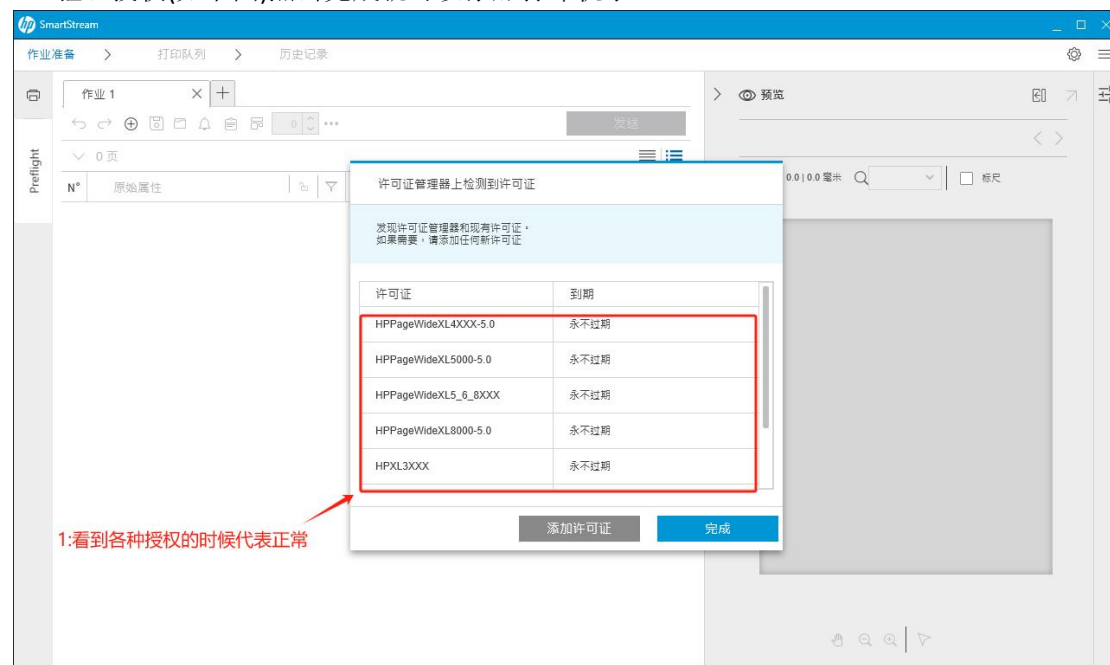 SmartStream
作业准备 > 打印队列 > 历史记录
作业 1
预览
0
发送
0 页
Preflight
N° 原始属性
0.0 | 0.0 毫米
标尺
许可证管理器上检测到许可证
发现许可证管理器和现有许可证。
如果需要，请添加任何新许可证
许可证 到期
HPPageWideXL4XXX-5.0 永不过期
HPPageWideXL5000-5.0 永不过期
HPPageWideXL5_6_8XXX 永不过期
HPPageWideXL8000-5.0 永不过期
HPXL3XXX 永不过期
添加许可证 完成
1:看到各种授权的时候代表正常